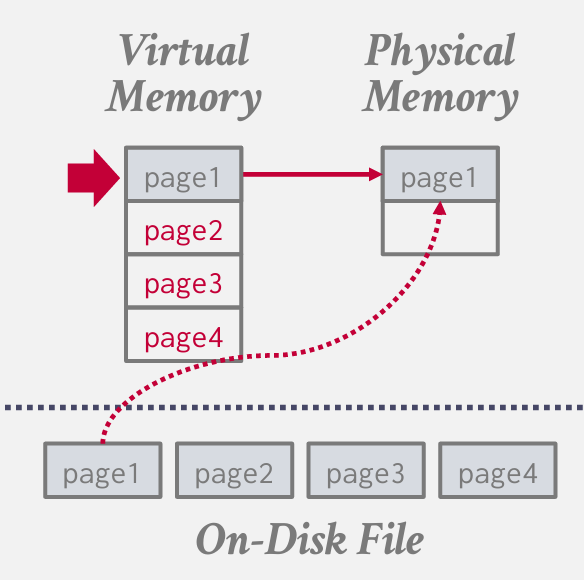 Virtual
Memory
Physical
Memory
page1
page1
page2
page3
page4
page1
page2
page3
page4
On-Disk File